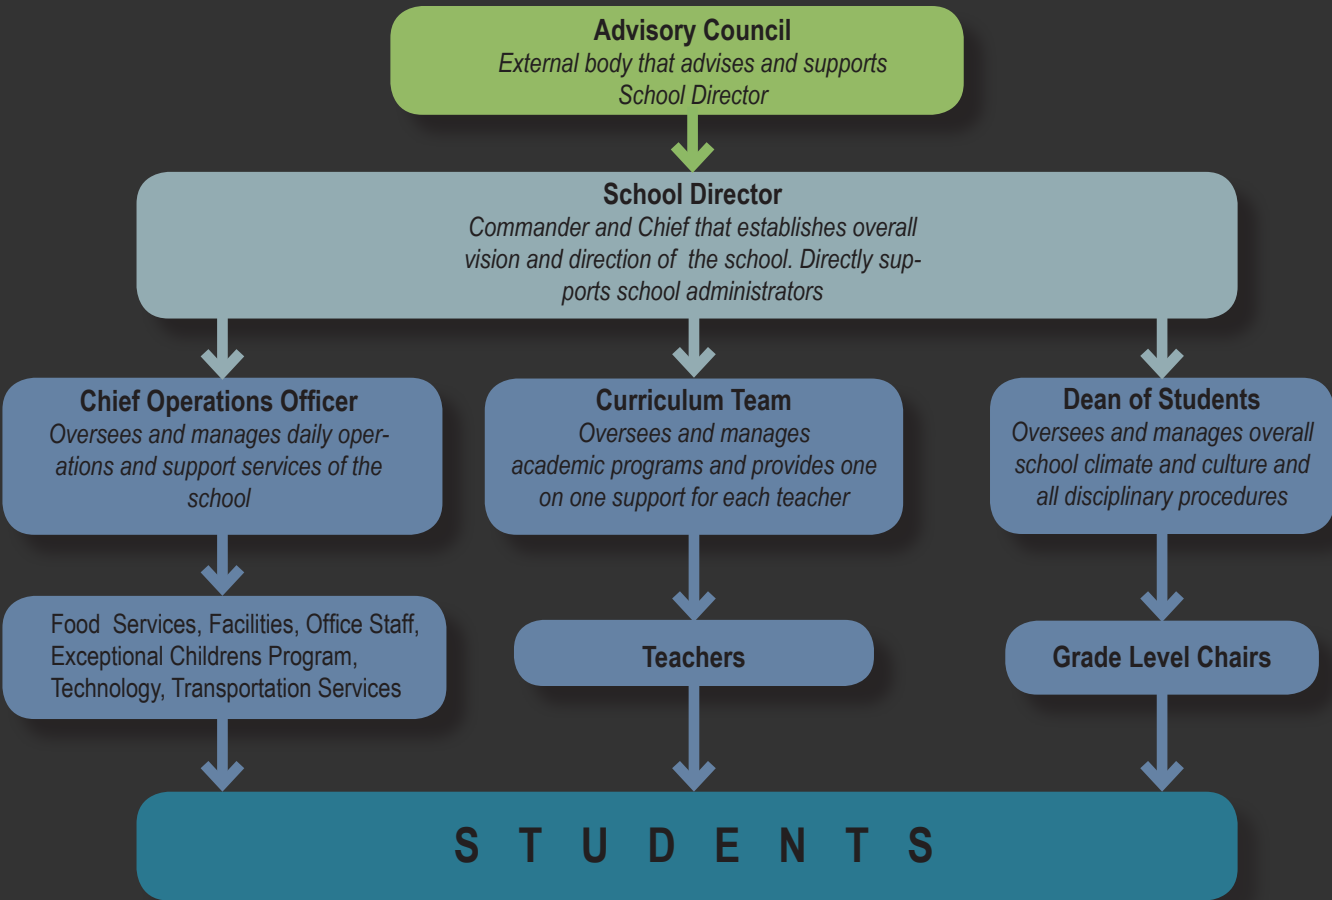 Advisory Council
External body that advises and supports
School Director
School Director
Commander and Chief that establishes overall
vision and direction of  the school. Directly sup-
ports school administrators
Chief Operations Officer
Oversees and manages daily oper-
ations and support services of the
school
Curriculum Team
Oversees and manages
academic programs and provides one
on one support for each teacher
Dean of Students
Oversees and manages overall
school climate and culture and
all disciplinary procedures
Food  Services, Facilities, Office Staff,
Exceptional Childrens Program,
Technology, Transportation Services
Teachers
Grade Level Chairs
S T U D E N T S